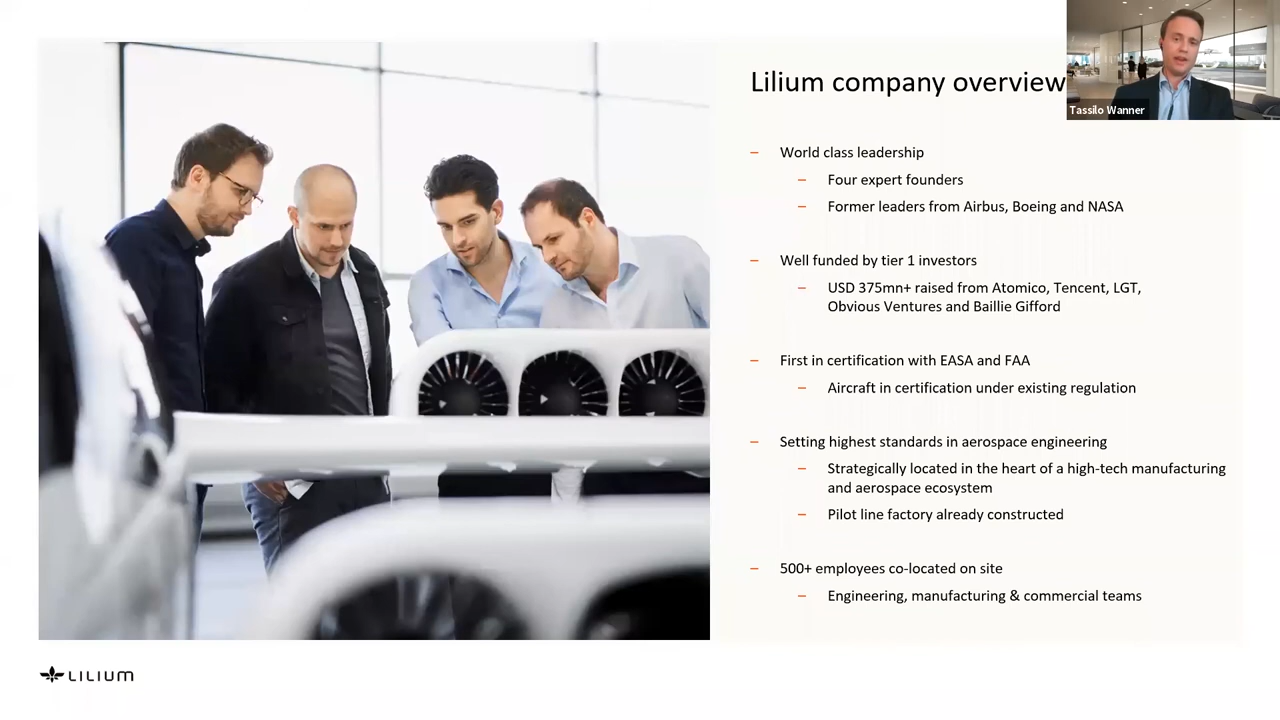 Lilium company overview
Tassilo Wanner
– World class leadership
– Four expert founders
– Former leaders from Airbus, Boeing and NASA
– Well funded by tier 1 investors
– USD 375mn+ raised from Atomico, Tencent, LGT,
Obvious Ventures and Baillie Gifford
– First in certification with EASA and FAA
– Aircraft in certification under existing regulation
– Setting highest standards in aerospace engineering
– Strategically located in the heart of a high-tech manufacturing
and aerospace ecosystem
– Pilot line factory already constructed
– 500+ employees co-located on site
– Engineering, manufacturing & commercial teams
LILIUM